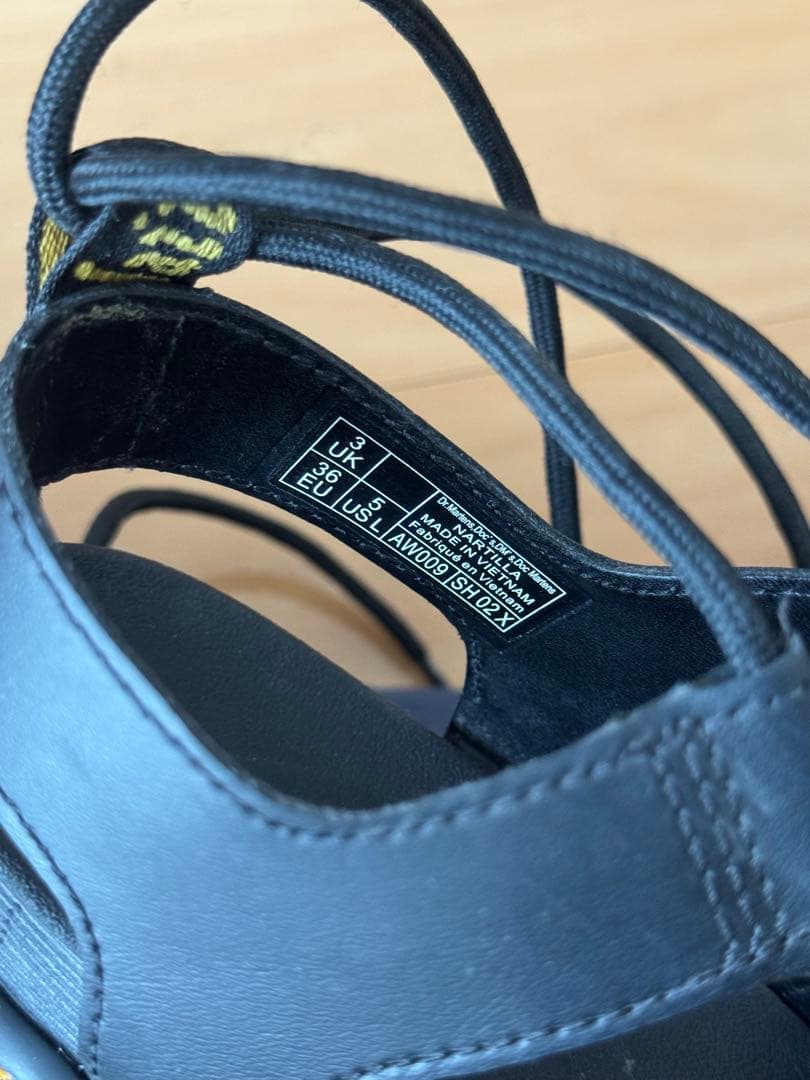 3
UK
36
EU
5
US L
Dr.Martens,Doc's,DM's,Doc Martens
NARTILLA
MADE IN VIETNAM
Fabriqué en Vietnam
AW009
SH 02 X